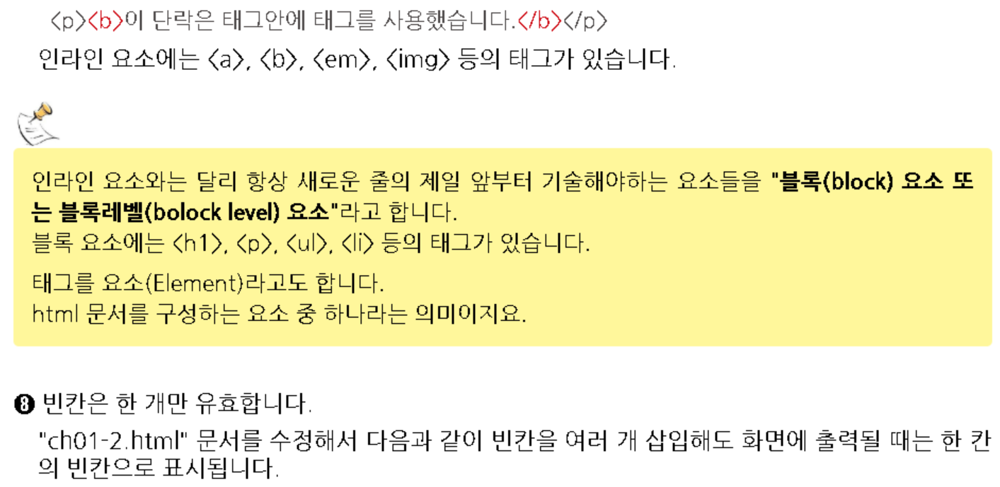 <p><b>이 단락은 태그안에 태그를 사용했습니다.</b></p>
인라인 요소에는 <a>, <b>, <em>, <img> 등의 태그가 있습니다.
인라인 요소와는 달리 항상 새로운 줄의 제일 앞부터 기술해야하는 요소들을 "블록(block) 요소 또
는 블록레벨(bolock level) 요소"라고 합니다.
블록 요소에는 <h1>, <p>, <ul>, <li> 등의 태그가 있습니다.
태그를 요소(Element)라고도 합니다.
html 문서를 구성하는 요소 중 하나라는 의미이지요.
❽ 빈칸은 한 개만 유효합니다.
"ch01-2.html" 문서를 수정해서 다음과 같이 빈칸을 여러 개 삽입해도 화면에 출력될 때는 한 칸
의 빈칸으로 표시됩니다.